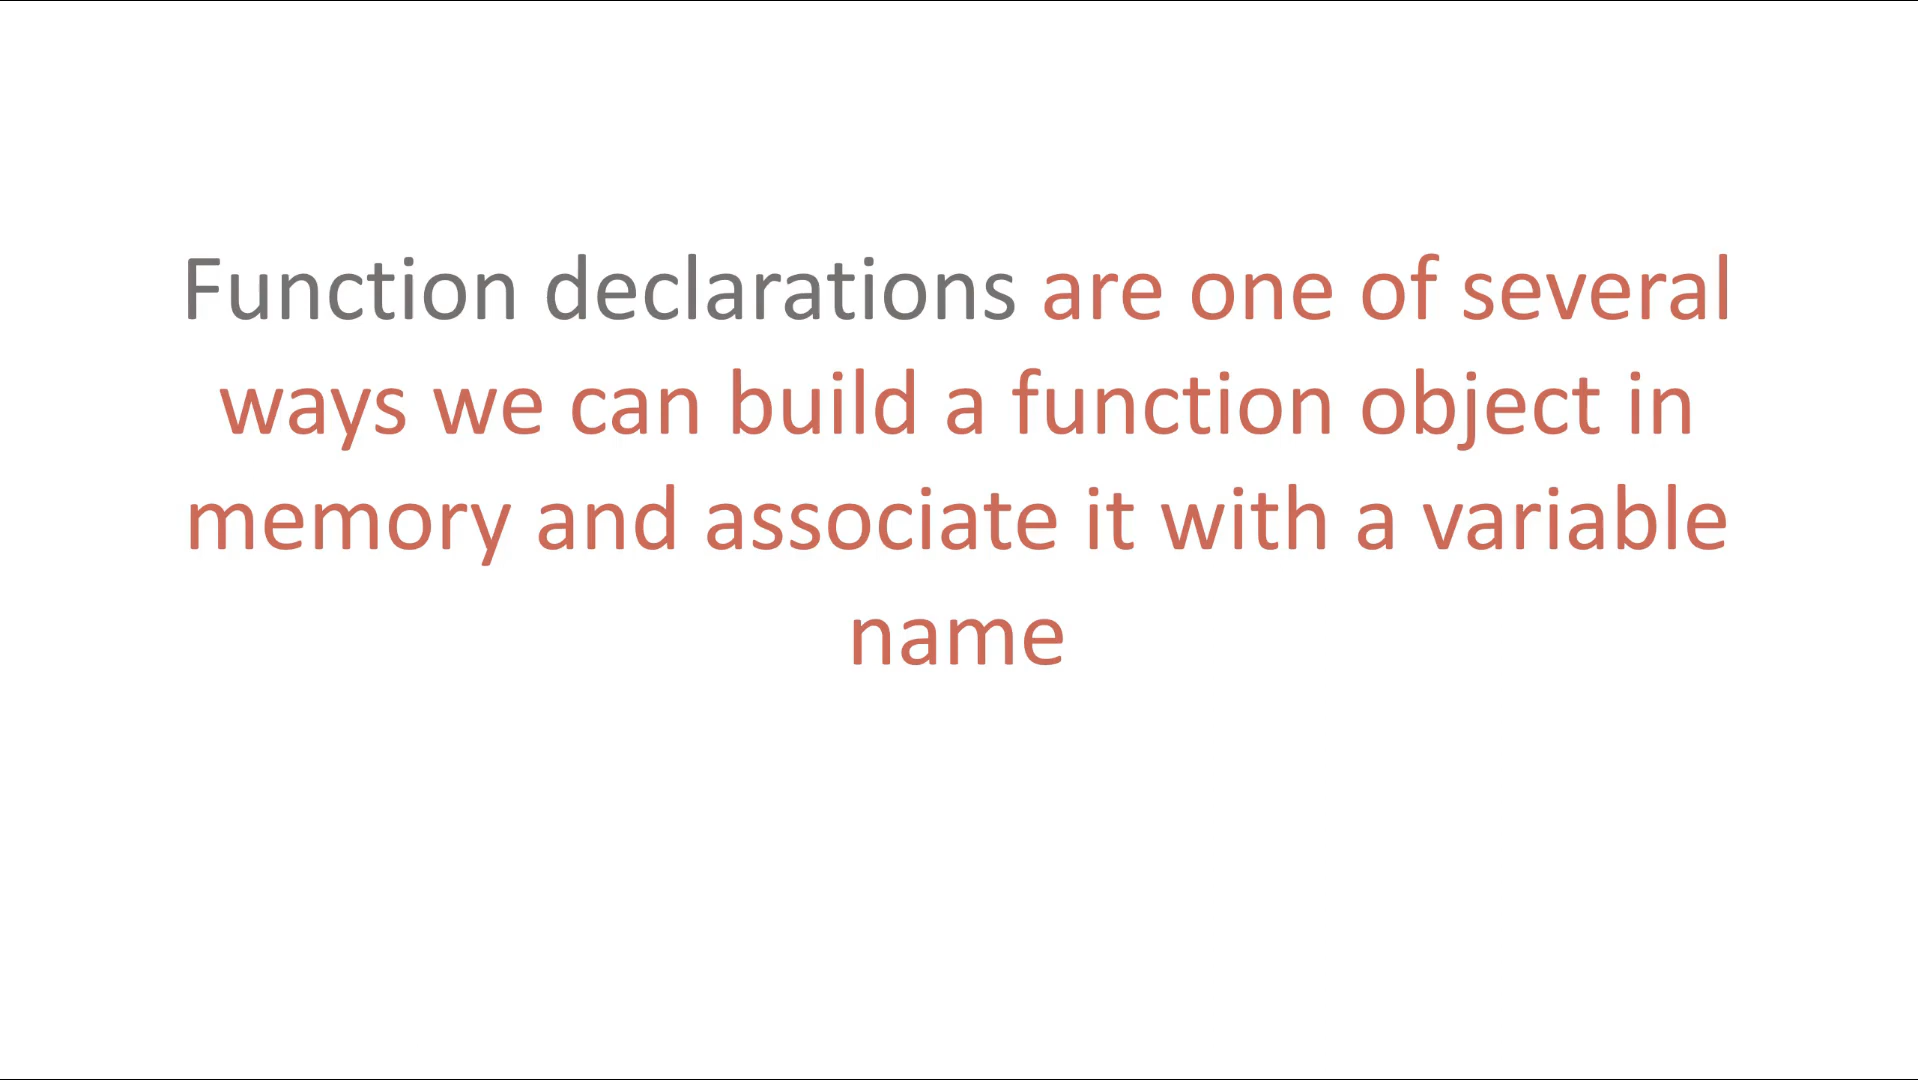 Function declarations are one of several
ways we can build a function object in
memory and associate it with a variable
name